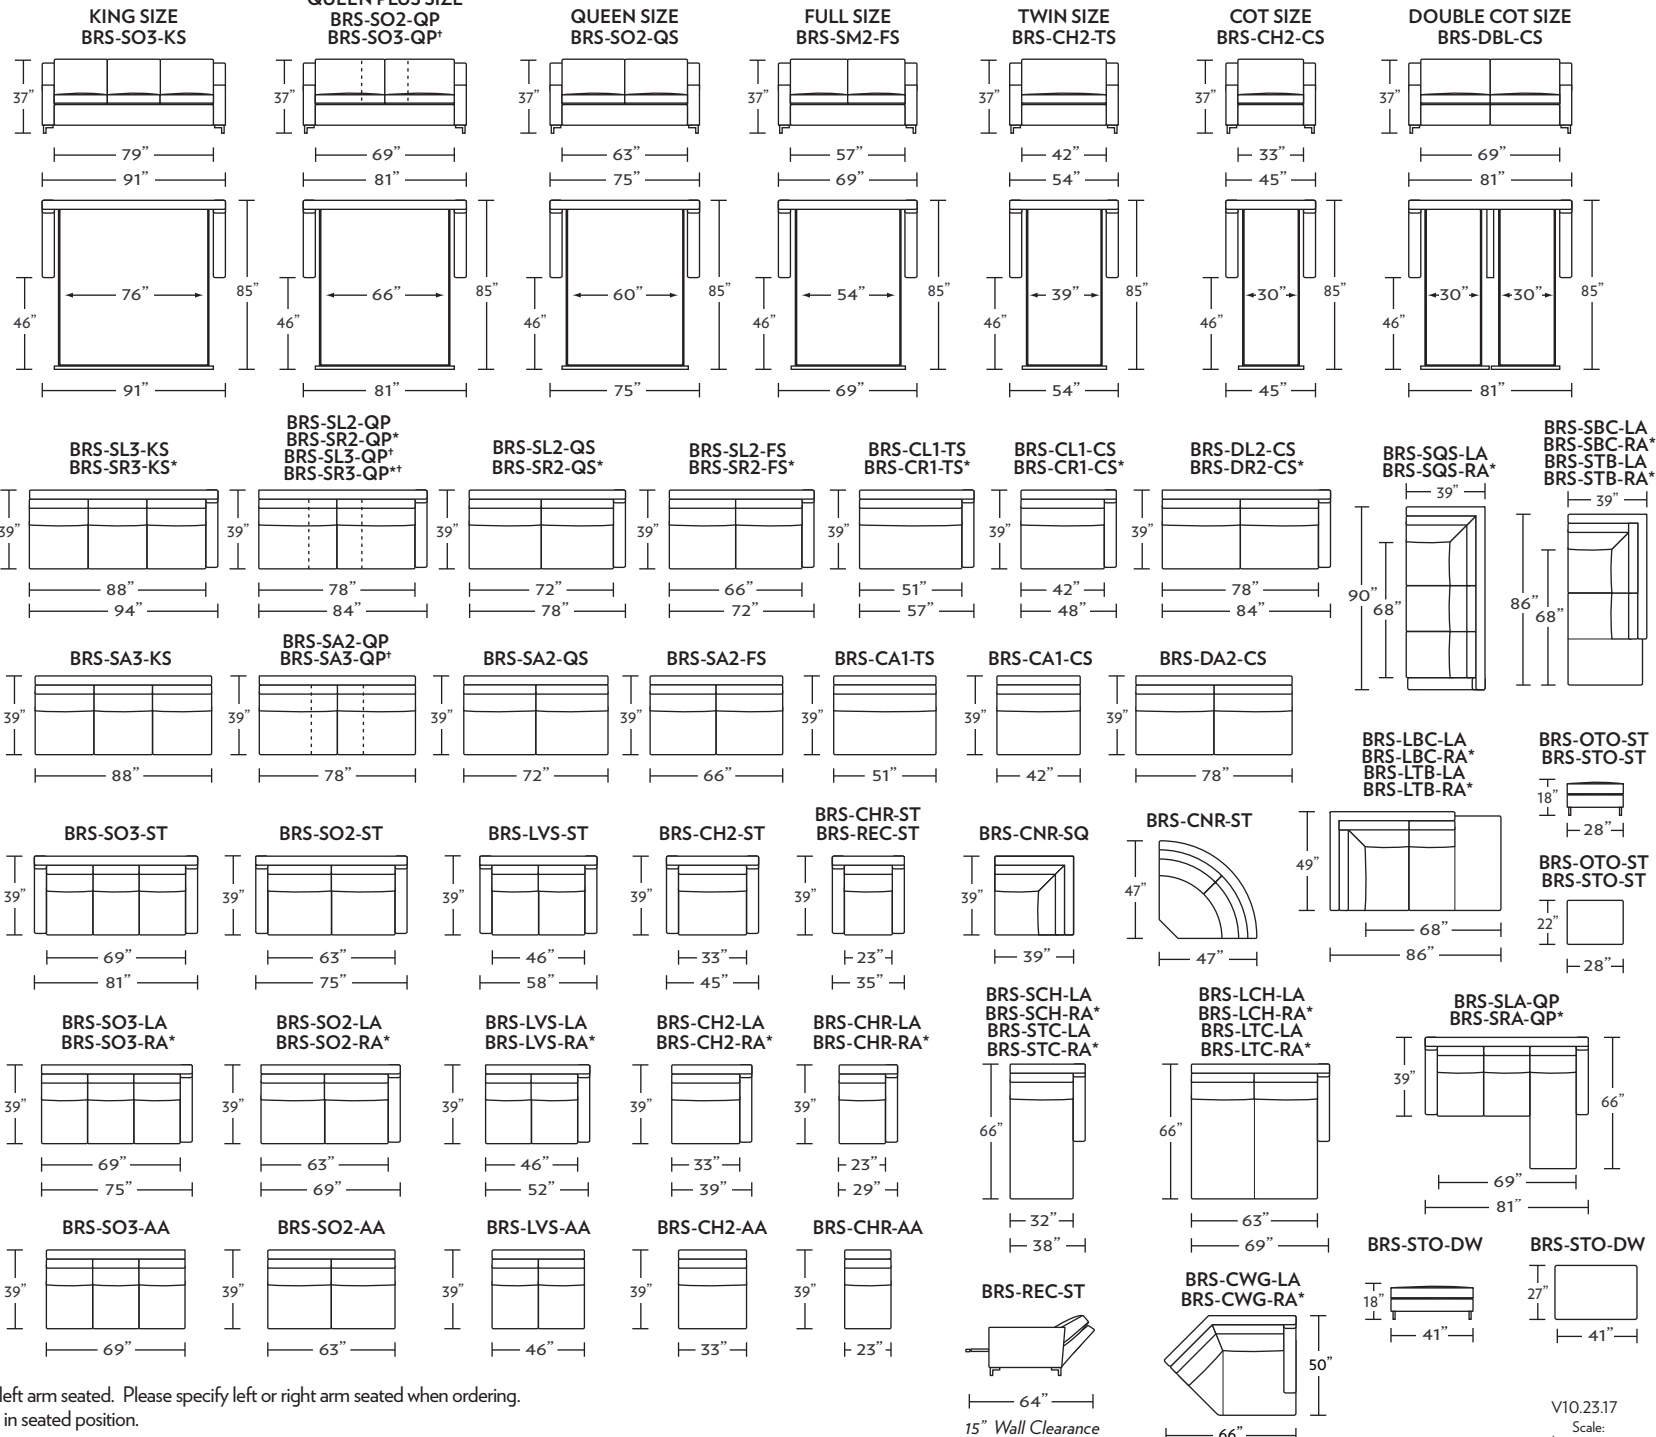 KING SIZE
BRS-SO3-KS
37”
79”
91”
76”
46”
85”
91”
QUEEN PLUS SIZE
BRS-SO2-QP
BRS-SO3-QP†
37”
69”
81”
66”
46”
85”
81”
QUEEN SIZE
BRS-SO2-QS
37”
63”
75”
60”
46”
85”
75”
FULL SIZE
BRS-SM2-FS
37”
57”
69”
54”
46”
85”
69”
TWIN SIZE
BRS-CH2-TS
37”
42”
54”
39”
46”
85”
54”
COT SIZE
BRS-CH2-CS
37”
33”
45”
30”
46”
85”
45”
DOUBLE COT SIZE
BRS-DBL-CS
37”
69”
81”
30” 30”
46”
85”
81”
BRS-SL3-KS
BRS-SR3-KS*
39”
88”
94”
BRS-SL2-QP
BRS-SR2-QP*
BRS-SL3-QP†
BRS-SR3-QP*†
39”
78”
84”
BRS-SL2-QS
BRS-SR2-QS*
39”
72”
78”
BRS-SL2-FS
BRS-SR2-FS*
39”
66”
72”
BRS-CL1-TS
BRS-CR1-TS*
39”
51”
57”
BRS-CL1-CS
BRS-CR1-CS*
39”
42”
48”
BRS-DL2-CS
BRS-DR2-CS*
39”
78”
84”
BRS-SQS-LA
BRS-SQS-RA*
39”
90”
68”
BRS-SBC-LA
BRS-SBC-RA*
BRS-STB-LA
BRS-STB-RA*
39”
86”
68”
BRS-SA3-KS
39”
88”
BRS-SA2-QP
BRS-SA3-QP†
39”
78”
BRS-SA2-QS
39”
72”
BRS-SA2-FS
39”
66”
BRS-CA1-TS
39”
51”
BRS-CA1-CS
39”
42”
BRS-DA2-CS
39”
78”
BRS-LBC-LA
BRS-LBC-RA*
BRS-LTB-LA
BRS-LTB-RA*
49”
68”
86”
BRS-OTO-ST
BRS-STO-ST
18”
28”
BRS-OTO-ST
BRS-STO-ST
22”
28”
BRS-SO3-ST
39”
69”
81”
BRS-SO2-ST
39”
63”
75”
BRS-LVS-ST
39”
46”
58”
BRS-CH2-ST
39”
33”
45”
BRS-CHR-ST
BRS-REC-ST
39”
23”
35”
BRS-CNR-SQ
39”
39”
BRS-CNR-ST
47”
47”
BRS-SO3-LA
BRS-SO3-RA*
39”
69”
75”
BRS-SO2-LA
BRS-SO2-RA*
39”
63”
69”
BRS-LVS-LA
BRS-LVS-RA*
39”
46”
52”
BRS-CH2-LA
BRS-CH2-RA*
39”
33”
39”
BRS-CHR-LA
BRS-CHR-RA*
39”
23”
29”
BRS-SCH-LA
BRS-SCH-RA*
BRS-STC-LA
BRS-STC-RA*
66”
32”
38”
BRS-LCH-LA
BRS-LCH-RA*
BRS-LTC-LA
BRS-LTC-RA*
66”
63”
69”
BRS-SLA-QP
BRS-SRA-QP*
39”
66”
69”
81”
BRS-SO3-AA
39”
69”
BRS-SO2-AA
39”
63”
BRS-LVS-AA
39”
46”
BRS-CH2-AA
39”
33”
BRS-CHR-AA
39”
23”
BRS-REC-ST
64”
15” Wall Clearance
BRS-CWG-LA
BRS-CWG-RA*
50”
66”
BRS-STO-DW
18”
41”
BRS-STO-DW
27”
41”
left arm seated. Please specify left or right arm seated when ordering.
in seated position.
V10.23.17
Scale: